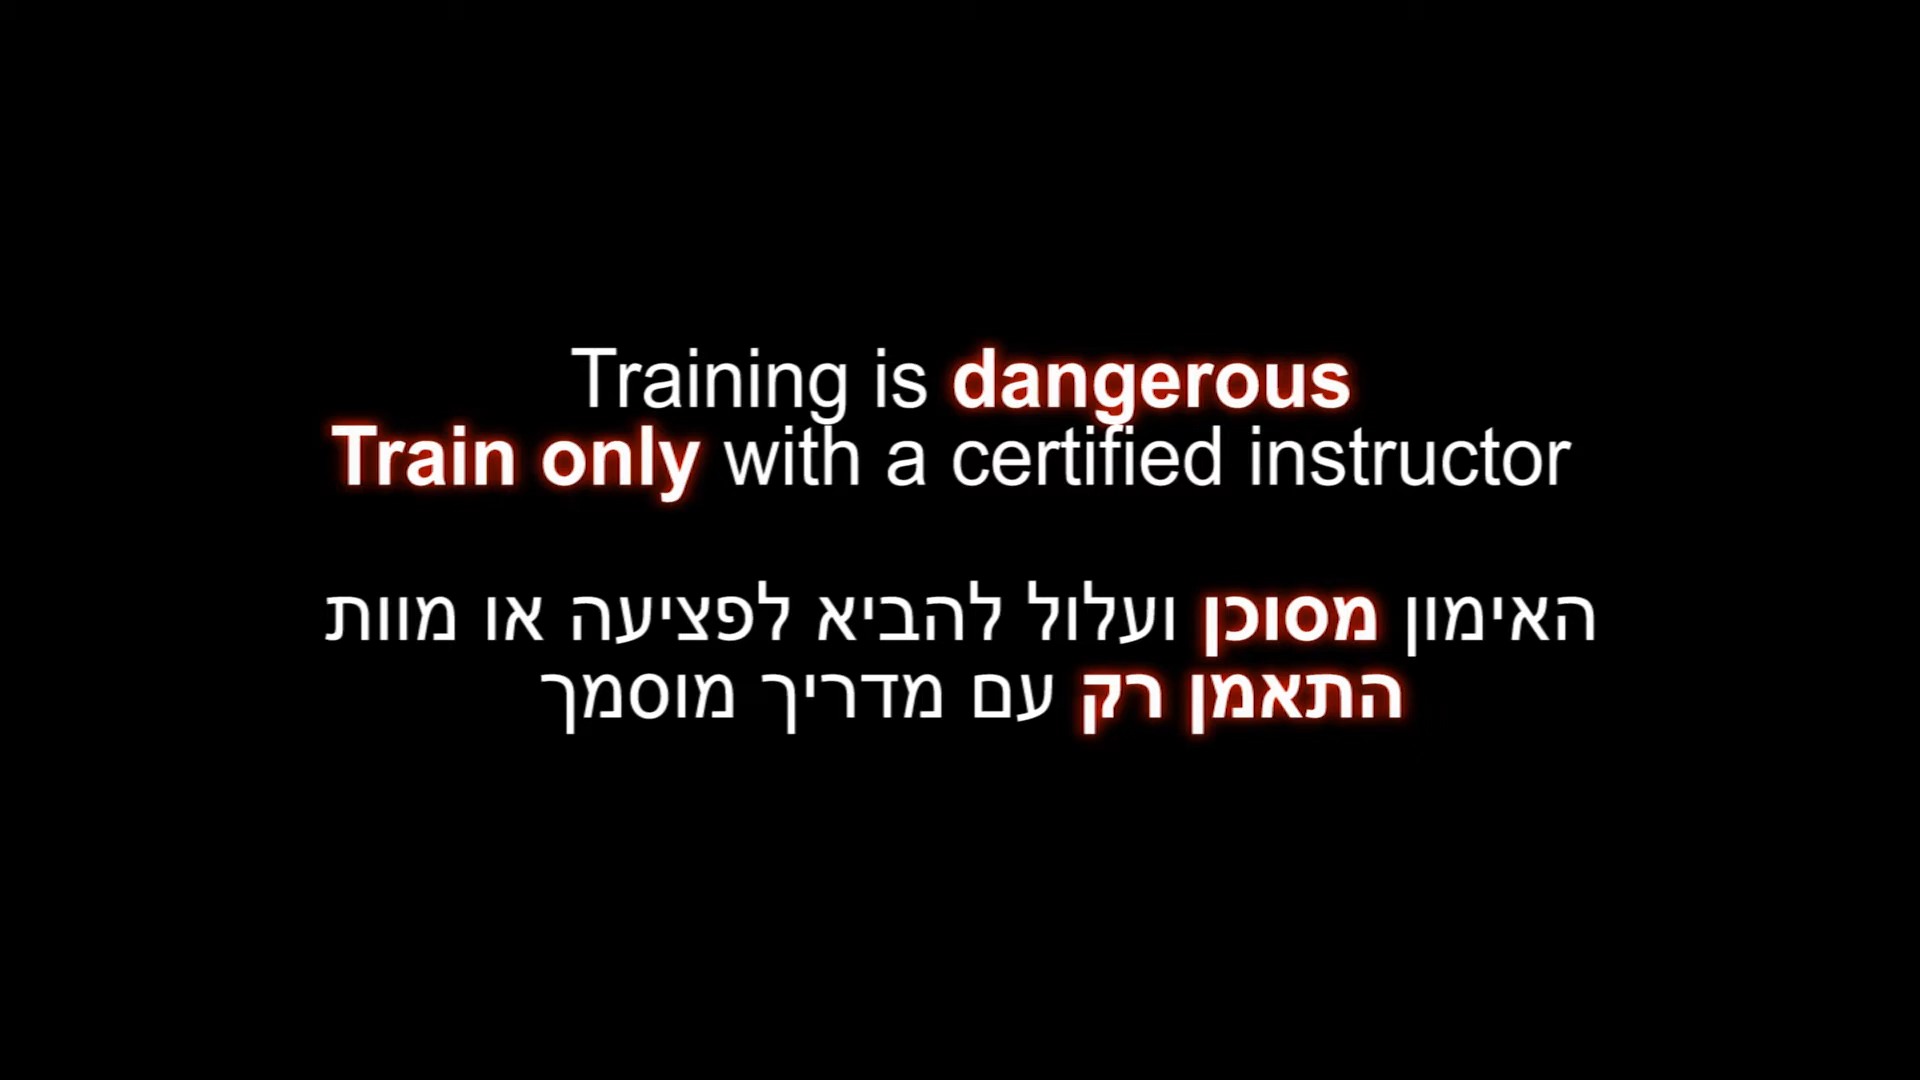 Training is dangerous
Train only with a certified instructor
האימון מסוכן ועלול להביא לפציעה או מוות
התאמן רק עם מדריך מוסמך